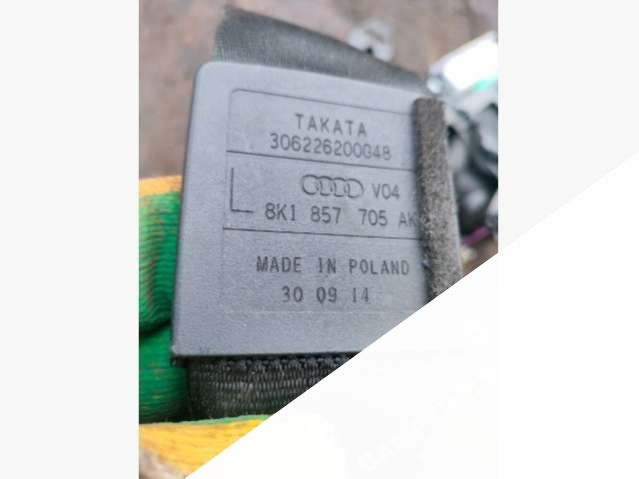 TAKATA
306226200G48
L V04
8K1 857 705 AK
MADE IN POLAND
30 09 14